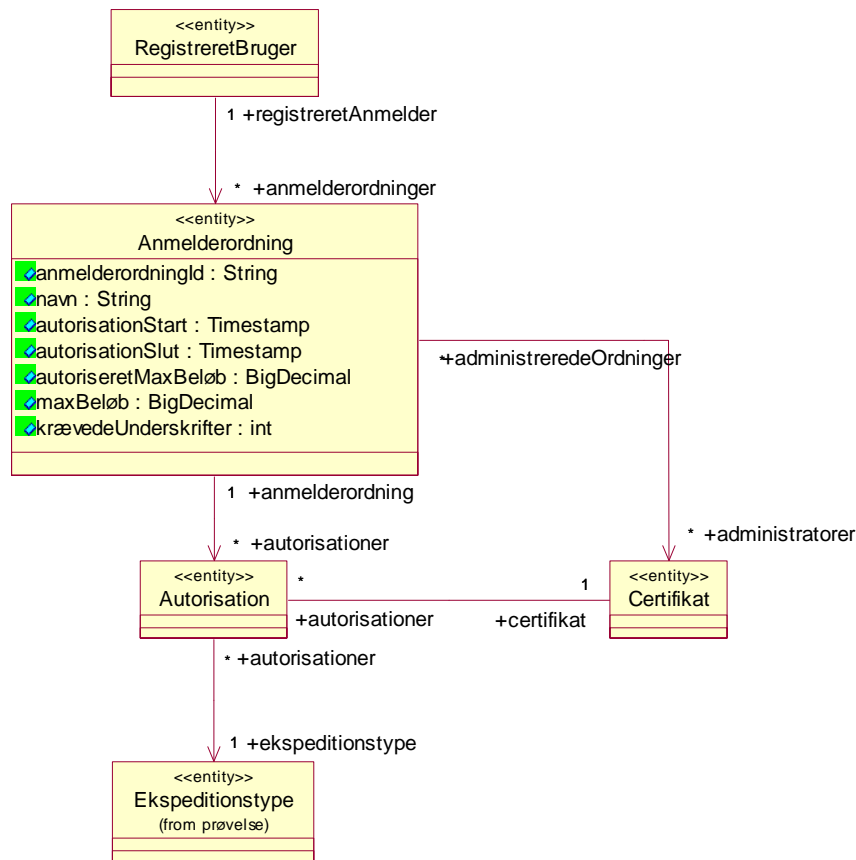 <<entity>>
RegistreretBruger
1 +registreretAnmelder
* +anmelderordninger
<<entity>>
Anmelderordning
anmelderordningId : String
navn : String
autorisationStart : Timestamp
autorisationSlut : Timestamp
autoriseretMaxBeløb : BigDecimal
maxBeløb : BigDecimal
krævedeUnderskrifter : int
* +administreredeOrdninger
1 +anmelderordning
* +autorisationer
* +administratorer
<<entity>>
Autorisation
* +autorisationer
1 +certifikat
<<entity>>
Certifikat
* +autorisationer
1 +ekspeditionstype
<<entity>>
Ekspeditionstype
(from prøvelse)